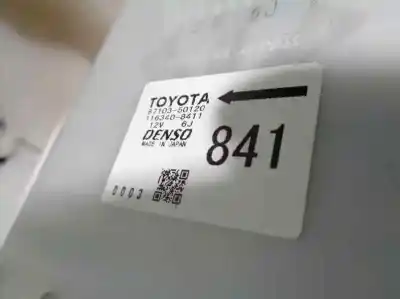 TOYOTA
87103-50120
116340-8411
12V 6J
DENSO
MADE IN JAPAN
841
0003